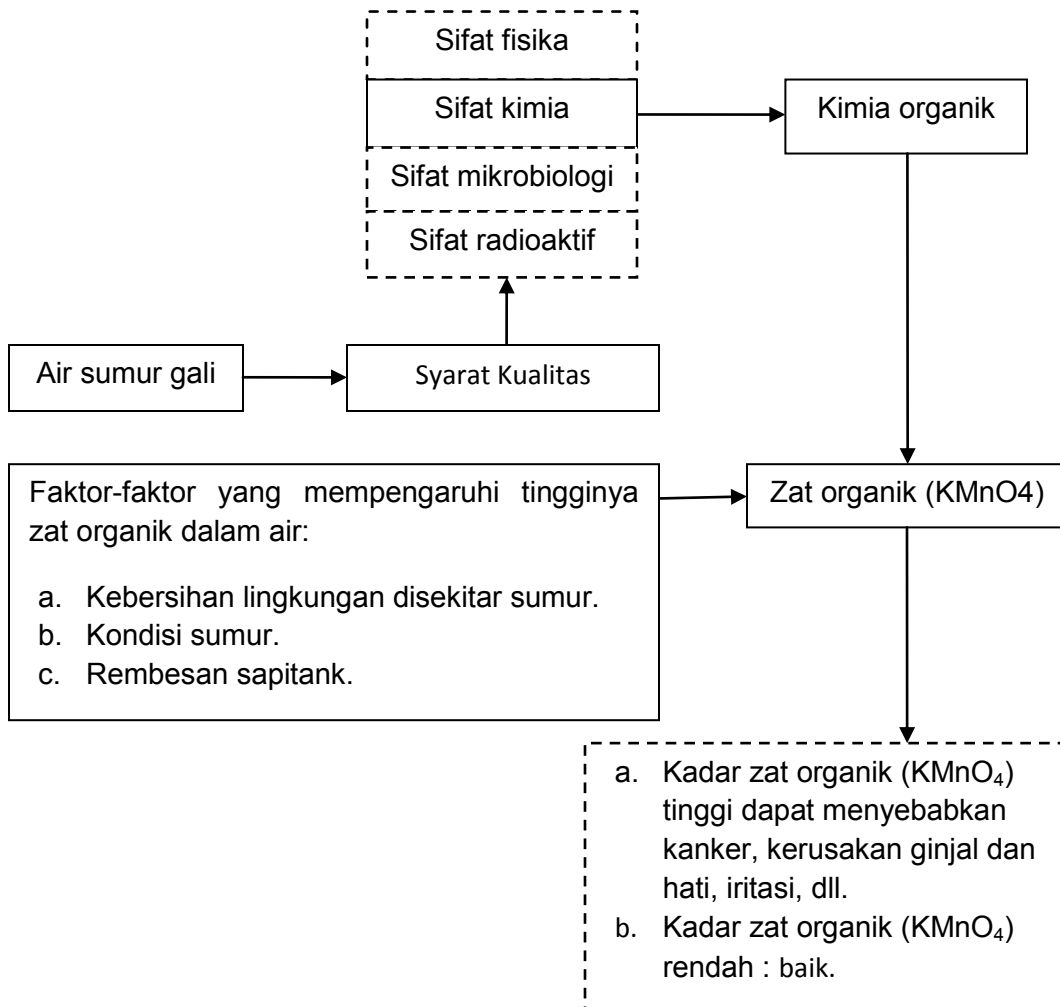 Sifat fisika
Sifat kimia
Kimia organik
Sifat mikrobiologi
Sifat radioaktif
Air sumur gali
Syarat Kualitas
Faktor-faktor yang mempengaruhi tingginya
zat organik dalam air:
a. Kebersihan lingkungan disekitar sumur.
b. Kondisi sumur.
c. Rembesan sapitank.
Zat organik (KMnO4)
a. Kadar zat organik (KMnO₄)
tinggi dapat menyebabkan
kanker, kerusakan ginjal dan
hati, iritasi, dll.
b. Kadar zat organik (KMnO₄)
rendah : baik.